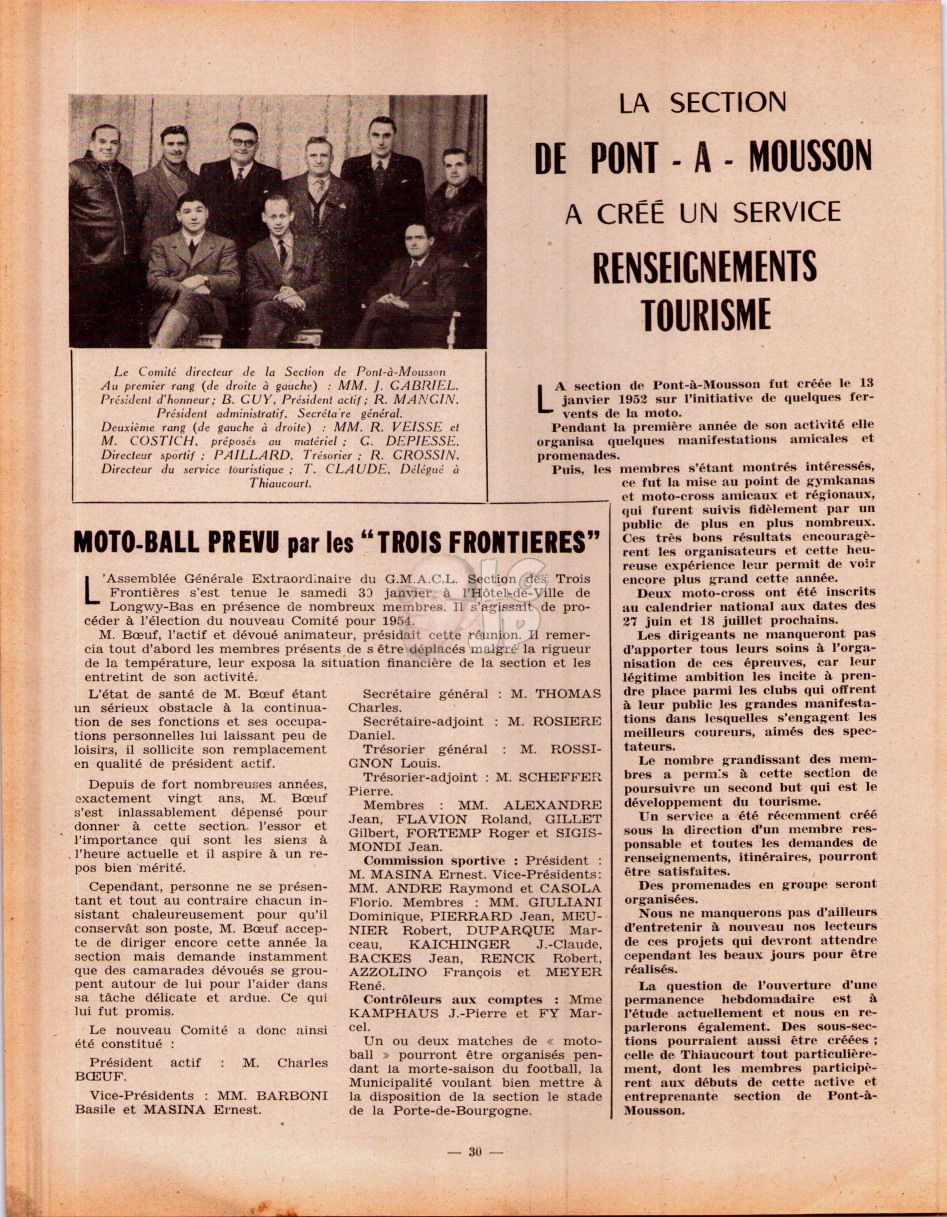 Le Comité directeur de la Section de Pont-à-Mousson
Au premier rang (de droite à gauche) : MM. J. GABRIEL,
Président d'honneur; B. GUY, Président actif; R. MANGIN,
Président administratif, Secrétaire général.
Deuxième rang (de gauche à droite) : MM. R. VEISSE et
M. COSTICH, préposés au matériel ; G. DEPIESSE,
Directeur sportif ; PAILLARD, Trésorier ; R. GROSSIN,
Directeur du service touristique ; T. CLAUDE, Délégué à
Thiaucourt.
LA SECTION
DE PONT - A - MOUSSON
A CRÉÉ UN SERVICE
RENSEIGNEMENTS
TOURISME
LA section de Pont-à-Mousson fut créée le 13
janvier 1952 sur l'initiative de quelques fer-
vents de la moto.
Pendant la première année de son activité elle
organisa quelques manifestations amicales et
promenades.
Puis, les membres s'étant montrés intéressés,
ce fut la mise au point de gymkanas
et moto-cross amicaux et régionaux,
qui furent suivis fidèlement par un
public de plus en plus nombreux.
Ces très bons résultats encouragè-
rent les organisateurs et cette heu-
reuse expérience leur permit de voir
encore plus grand cette année.
Deux moto-cross ont été inscrits
au calendrier national aux dates des
27 juin et 18 juillet prochains.
Les dirigeants ne manqueront pas
d'apporter tous leurs soins à l'orga-
nisation de ces épreuves, car leur
légitime ambition les incite à pren-
dre place parmi les clubs qui offrent
à leur public les grandes manifesta-
tions dans lesquelles s'engagent les
meilleurs coureurs, aimés des spec-
tateurs.
Le nombre grandissant des mem-
bres a permis à cette section de
poursuivre un second but qui est le
développement du tourisme.
Un service a été récemment créé
sous la direction d'un membre res-
ponsable et toutes les demandes de
renseignements, itinéraires, pourront
être satisfaites.
Des promenades en groupe seront
organisées.
Nous ne manquerons pas d'ailleurs
d'entretenir à nouveau nos lecteurs
de ces projets qui devront attendre
cependant les beaux jours pour être
réalisés.
La question de l'ouverture d'une
permanence hebdomadaire est à
l'étude actuellement et nous en re-
parlerons également. Des sous-sec-
tions pourraient aussi être créées ;
celle de Thiaucourt tout particulière-
ment, dont les membres participè-
rent aux débuts de cette active et
entreprenante section de Pont-à-
Mousson.
MOTO-BALL PREVU par les "TROIS FRONTIERES"
L'Assemblée Générale Extraordinaire du G.M.A.C.L. Section des Trois
Frontières s'est tenue le samedi 30 janvier à l'Hôtel-de-Ville de
Longwy-Bas en présence de nombreux membres. Il s'agissait de pro-
céder à l'élection du nouveau Comité pour 1954.
M. Bœuf, l'actif et dévoué animateur, présidait cette réunion. Il remer-
cia tout d'abord les membres présents de s'être déplacés malgré la rigueur
de la température, leur exposa la situation financière de la section et les
entretint de son activité.
L'état de santé de M. Bœuf étant
un sérieux obstacle à la continua-
tion de ses fonctions et ses occupa-
tions personnelles lui laissant peu de
loisirs, il sollicite son remplacement
en qualité de président actif.
Depuis de fort nombreuses années,
exactement vingt ans, M. Bœuf
s'est inlassablement dépensé pour
donner à cette section l'essor et
l'importance qui sont les siens à
l'heure actuelle et il aspire à un re-
pos bien mérité.
Cependant, personne ne se présen-
tant et tout au contraire chacun in-
sistant chaleureusement pour qu'il
conservât son poste, M. Bœuf accep-
te de diriger encore cette année la
section mais demande instamment
que des camarades dévoués se grou-
pent autour de lui pour l'aider dans
sa tâche délicate et ardue. Ce qui
lui fut promis.
Le nouveau Comité a donc ainsi
été constitué :
Président actif : M. Charles
BŒUF.
Vice-Présidents : MM. BARBONI
Basile et MASINA Ernest.
Secrétaire général : M. THOMAS
Charles.
Secrétaire-adjoint : M. ROSIERE
Daniel.
Trésorier général : M. ROSSI-
GNON Louis.
Trésorier-adjoint : M. SCHEFFER
Pierre.
Membres : MM. ALEXANDRE
Jean, FLAVION Roland, GILLET
Gilbert, FORTEMP Roger et SIGIS-
MONDI Jean.
Commission sportive : Président :
M. MASINA Ernest. Vice-Présidents:
MM. ANDRE Raymond et CASOLA
Florio. Membres : MM. GIULIANI
Dominique, PIERRARD Jean, MEU-
NIER Robert, DUPARQUE Mar-
ceau, KAICHINGER J.-Claude,
BACKES Jean, RENCK Robert,
AZZOLINO François et MEYER
René.
Contrôleurs aux comptes : Mme
KAMPHAUS J.-Pierre et FY Mar-
cel.
Un ou deux matches de « moto-
ball » pourront être organisés pen-
dant la morte-saison du football, la
Municipalité voulant bien mettre à
la disposition de la section le stade
de la Porte-de-Bourgogne.
— 30 —